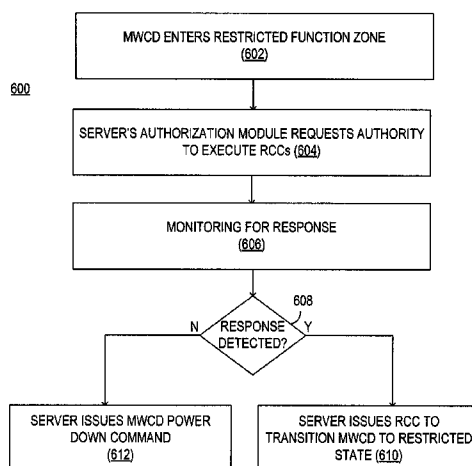 MWCD ENTERS RESTRICTED FUNCTION ZONE
(602)
600
SERVER'S AUTHORIZATION MODULE REQUESTS AUTHORITY
TO EXECUTE RCCs (604)
MONITORING FOR RESPONSE
(606)
608
N
RESPONSE
DETECTED?
Y
SERVER ISSUES MWCD POWER
DOWN COMMAND
(612)
SERVER ISSUES RCC TO
TRANSITION MWCD TO RESTRICTED
STATE (610)